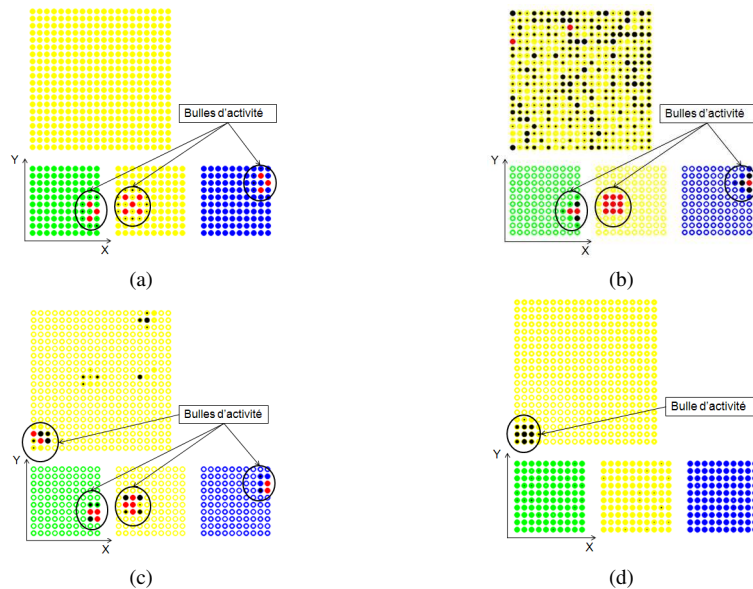 Bulles d'activité
Y
X
(a)
Bulles d'activité
Y
X
(b)
Bulles d'activité
Y
X
(c)
Bulle d'activité
Y
X
(d)